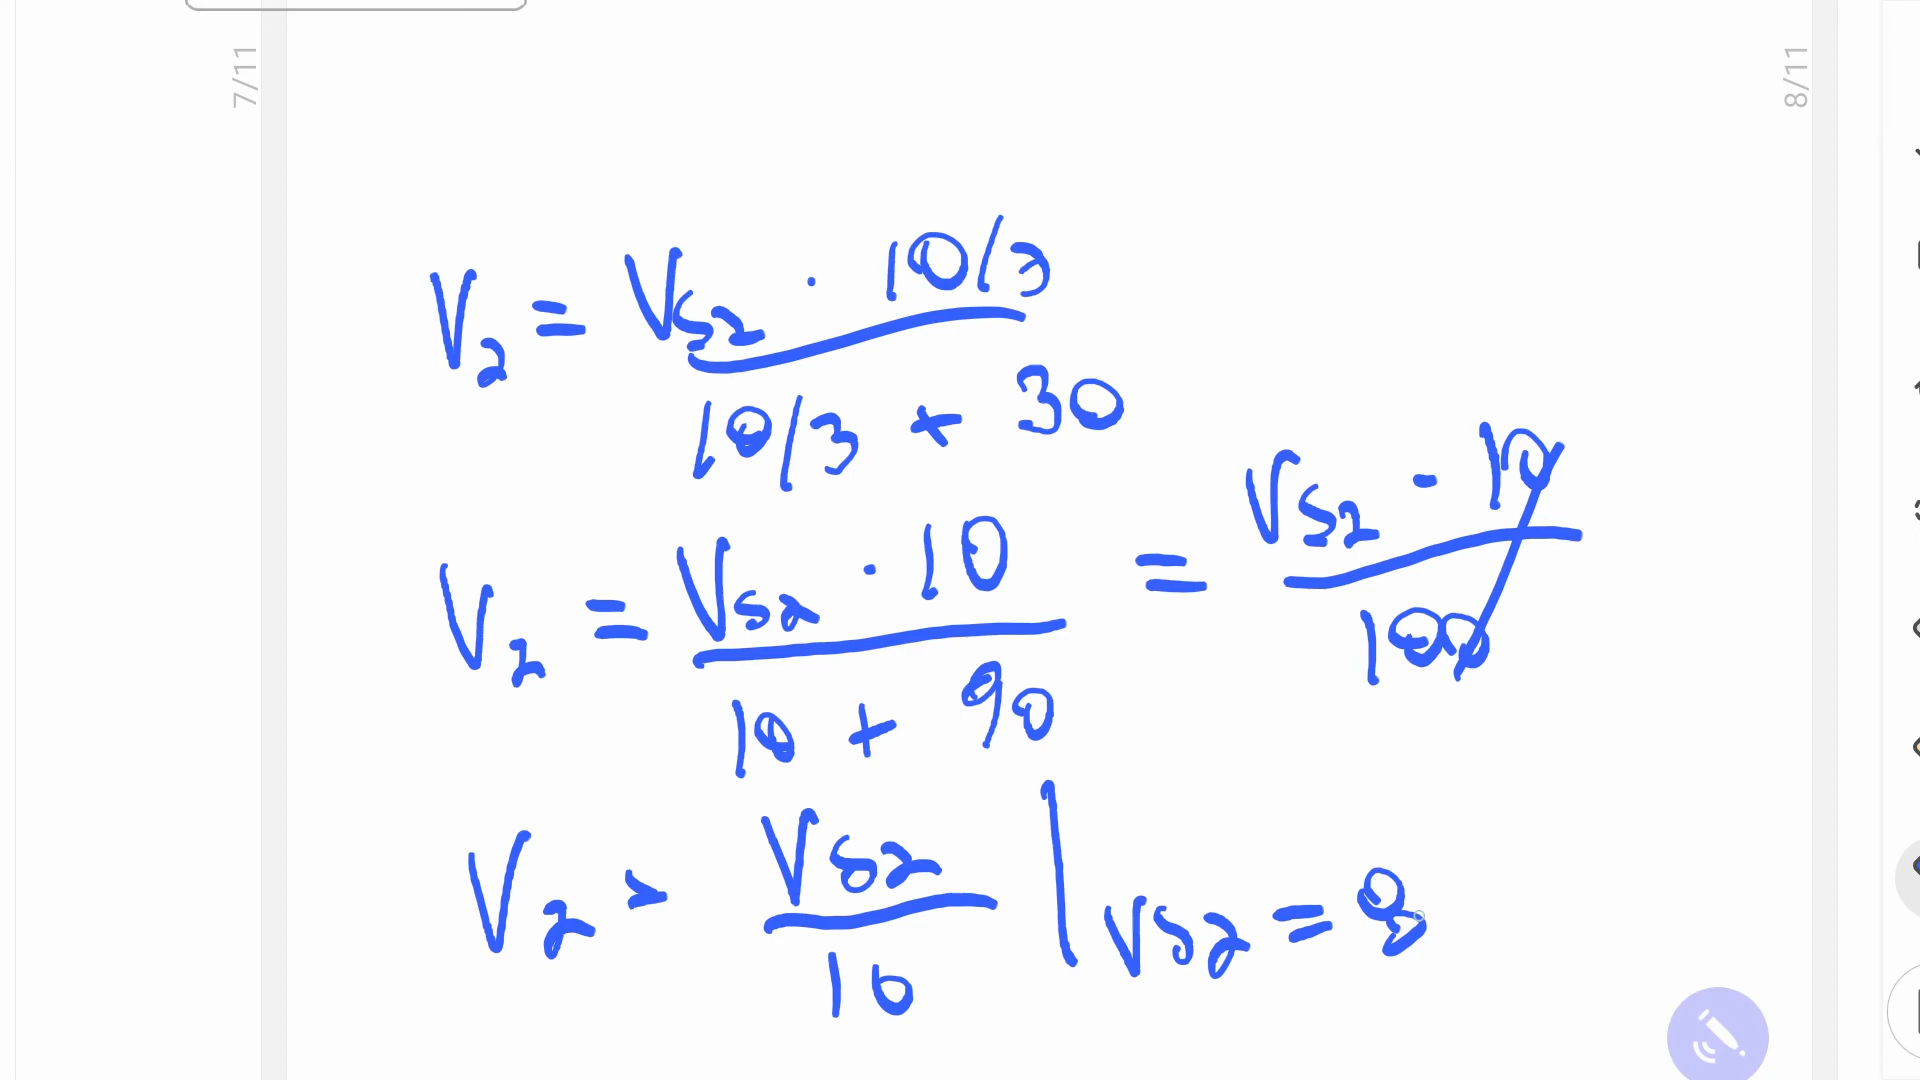 7/11
8/11
V₂ = Vs₂ · 10/3
10/3 + 30
V₂ = Vs₂ · 10 = Vs₂ · 10
10 + 90 100
V₂ = Vs₂ | Vs₂ = 8
10